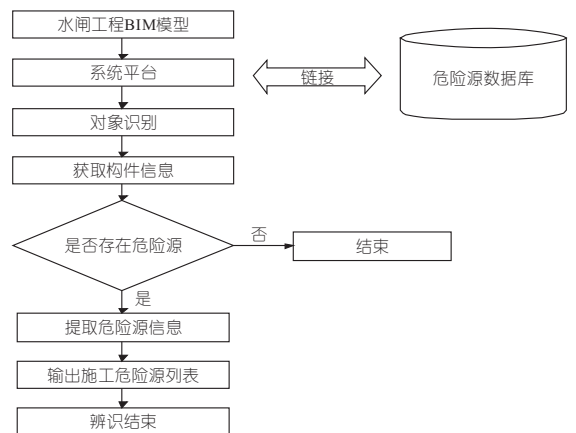 水闸工程BIM模型
系统平台
链接
危险源数据库
对象识别
获取构件信息
是否存在危险源
否
结束
是
提取危险源信息
输出施工危险源列表
辨识结束